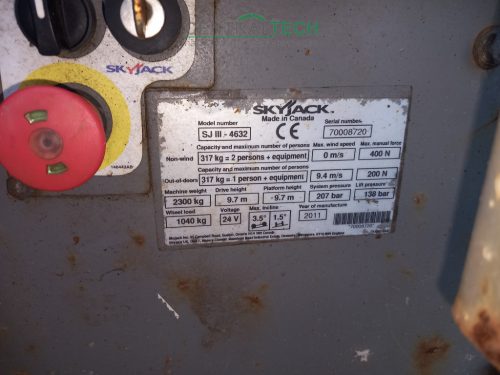 TECH
SKYJACK
146442AB
SKYJACK
Made in Canada
Model number
SJ III - 4632
CE
Serial number
70008720
Capacity and maximum number of persons
Max. wind speed
Max. manual force
Non-wind
317 kg = 2 persons + equipment
0 m/s
400 N
Capacity and maximum number of persons
Out-of-doors
317 kg = 1 person + equipment
9.4 m/s
200 N
Machine weight
Drive height
Platform height
System pressure
Lift pressure
2300 kg
9.7 m
9.7 m
207 bar
138 bar
Wheel load
Voltage
Max. incline
Year of manufacture
1040 kg
24 V
3.5°
1.5°
2011
70008720